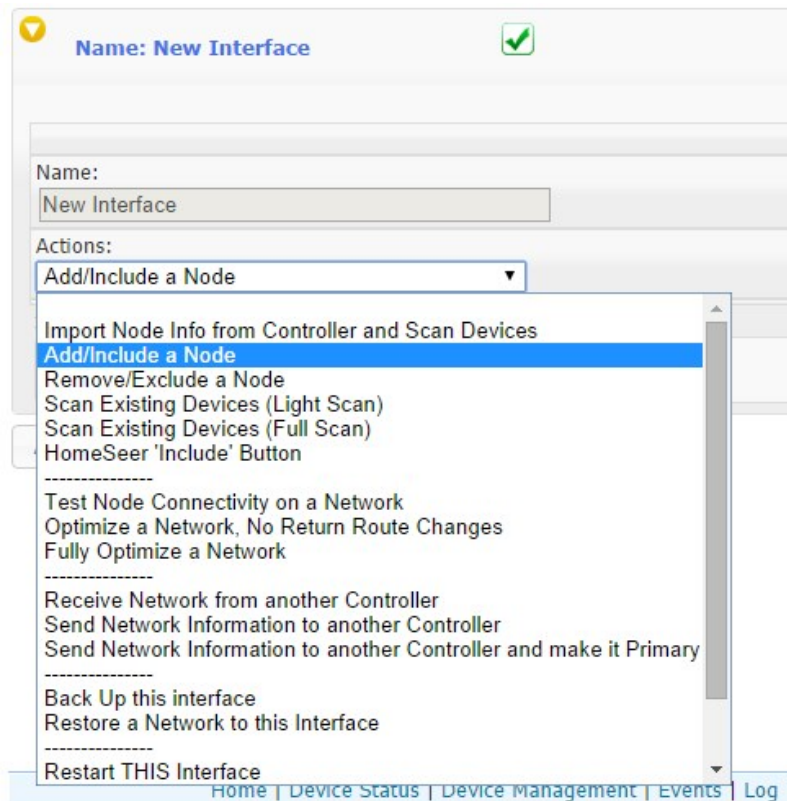 Name: New Interface
Name:
New Interface
Actions:
Add/Include a Node
Import Node Info from Controller and Scan Devices
Add/Include a Node
Remove/Exclude a Node
Scan Existing Devices (Light Scan)
Scan Existing Devices (Full Scan)
HomeSeer 'Include' Button
---------------
Test Node Connectivity on a Network
Optimize a Network, No Return Route Changes
Fully Optimize a Network
---------------
Receive Network from another Controller
Send Network Information to another Controller
Send Network Information to another Controller and make it Primary
---------------
Back Up this interface
Restore a Network to this Interface
---------------
Restart THIS Interface
Home | Device Status | Device Management | Events | Log